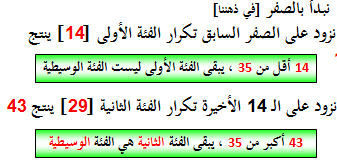 نبدأ بالصفر [في ذهننا]
نزود على الصفر السابق تكرار الفئة الأولى [14] ينتج
14 أقل من 35 ، يبقى الفئة الأولى ليست الفئة الوسيطية
نزود على الـ 14 الأخيرة تكرار الفئة الثانية [29] ينتج 43
43 أكبر من 35 ، يبقى الفئة الثانية هي الفئة الوسيطية